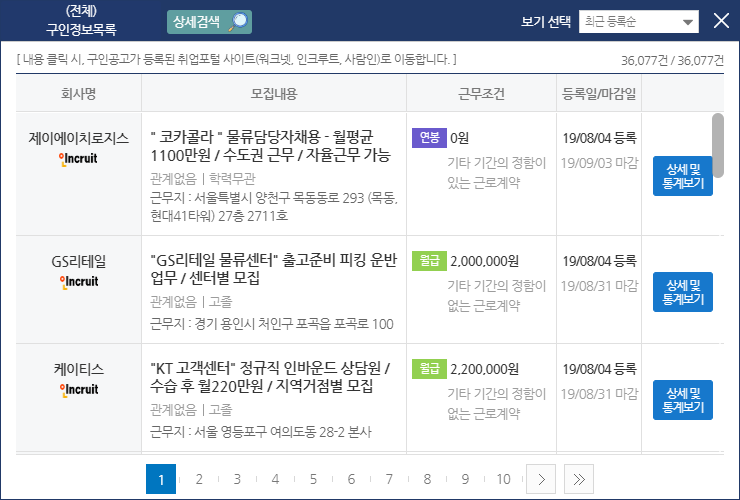 (전체)
구인정보목록
상세검색
보기 선택
최근 등록순
[ 내용 클릭 시, 구인공고가 등록된 취업포털 사이트(워크넷, 인크루트, 사람인)로 이동합니다. ]
36,077건 / 36,077건
회사명 모집내용 근무조건 등록일/마감일
제이에이치로지스
incruit
" 코카콜라 " 물류담당자채용 - 월평균
1100만원 / 수도권 근무 / 자율근무 가능
관계없음 | 학력무관
근무지 : 서울특별시 양천구 목동동로 293 (목동,
현대41타워) 27층 2711호
연봉 0원
기타 기간의 정함이
있는 근로계약
19/08/04 등록
19/09/03 마감
상세 및
통계보기
GS리테일
incruit
"GS리테일 물류센터" 출고준비 피킹 운반
업무 / 센터별 모집
관계없음 | 고졸
근무지 : 경기 용인시 처인구 포곡읍 포곡로 100
월급 2,000,000원
기타 기간의 정함이
없는 근로계약
19/08/04 등록
19/08/31 마감
상세 및
통계보기
케이티스
incruit
"KT 고객센터" 정규직 인바운드 상담원 /
수습 후 월220만원 / 지역거점별 모집
관계없음 | 고졸
근무지 : 서울 영등포구 여의도동 28-2 본사
월급 2,200,000원
기타 기간의 정함이
없는 근로계약
19/08/04 등록
19/08/31 마감
상세 및
통계보기
1 2 3 4 5 6 7 8 9 10